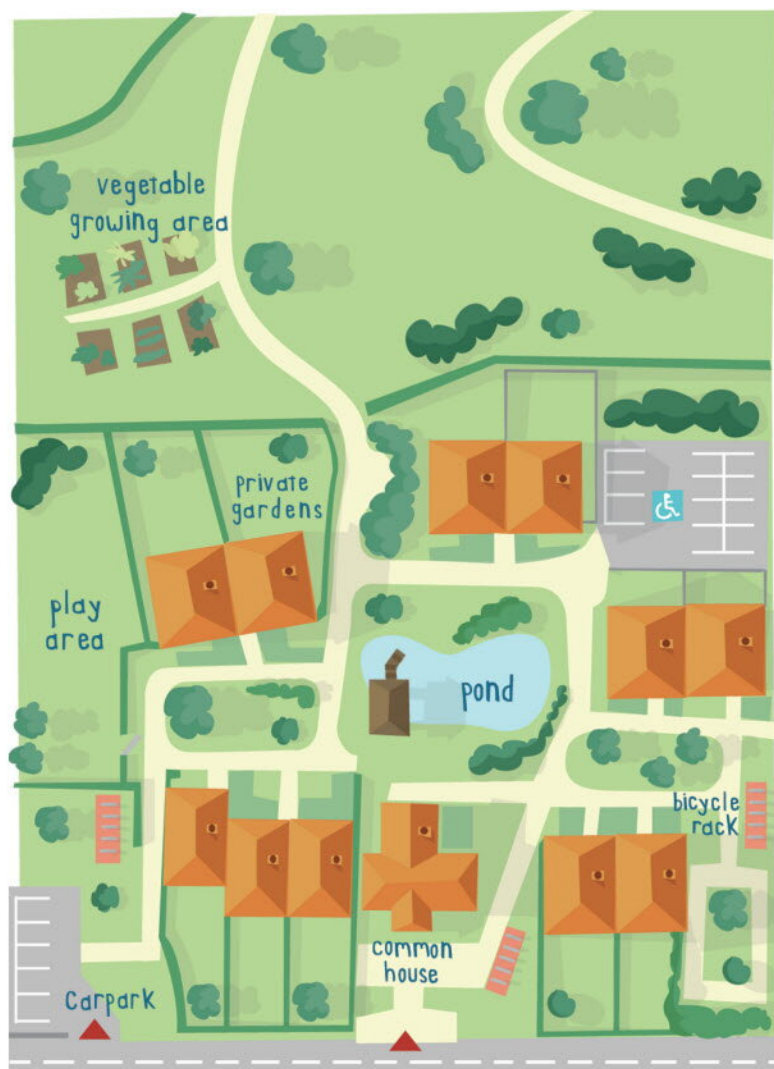 vegetable
growing area
private
gardens
play
area
pond
bicycle
rack
common
house
Carpark